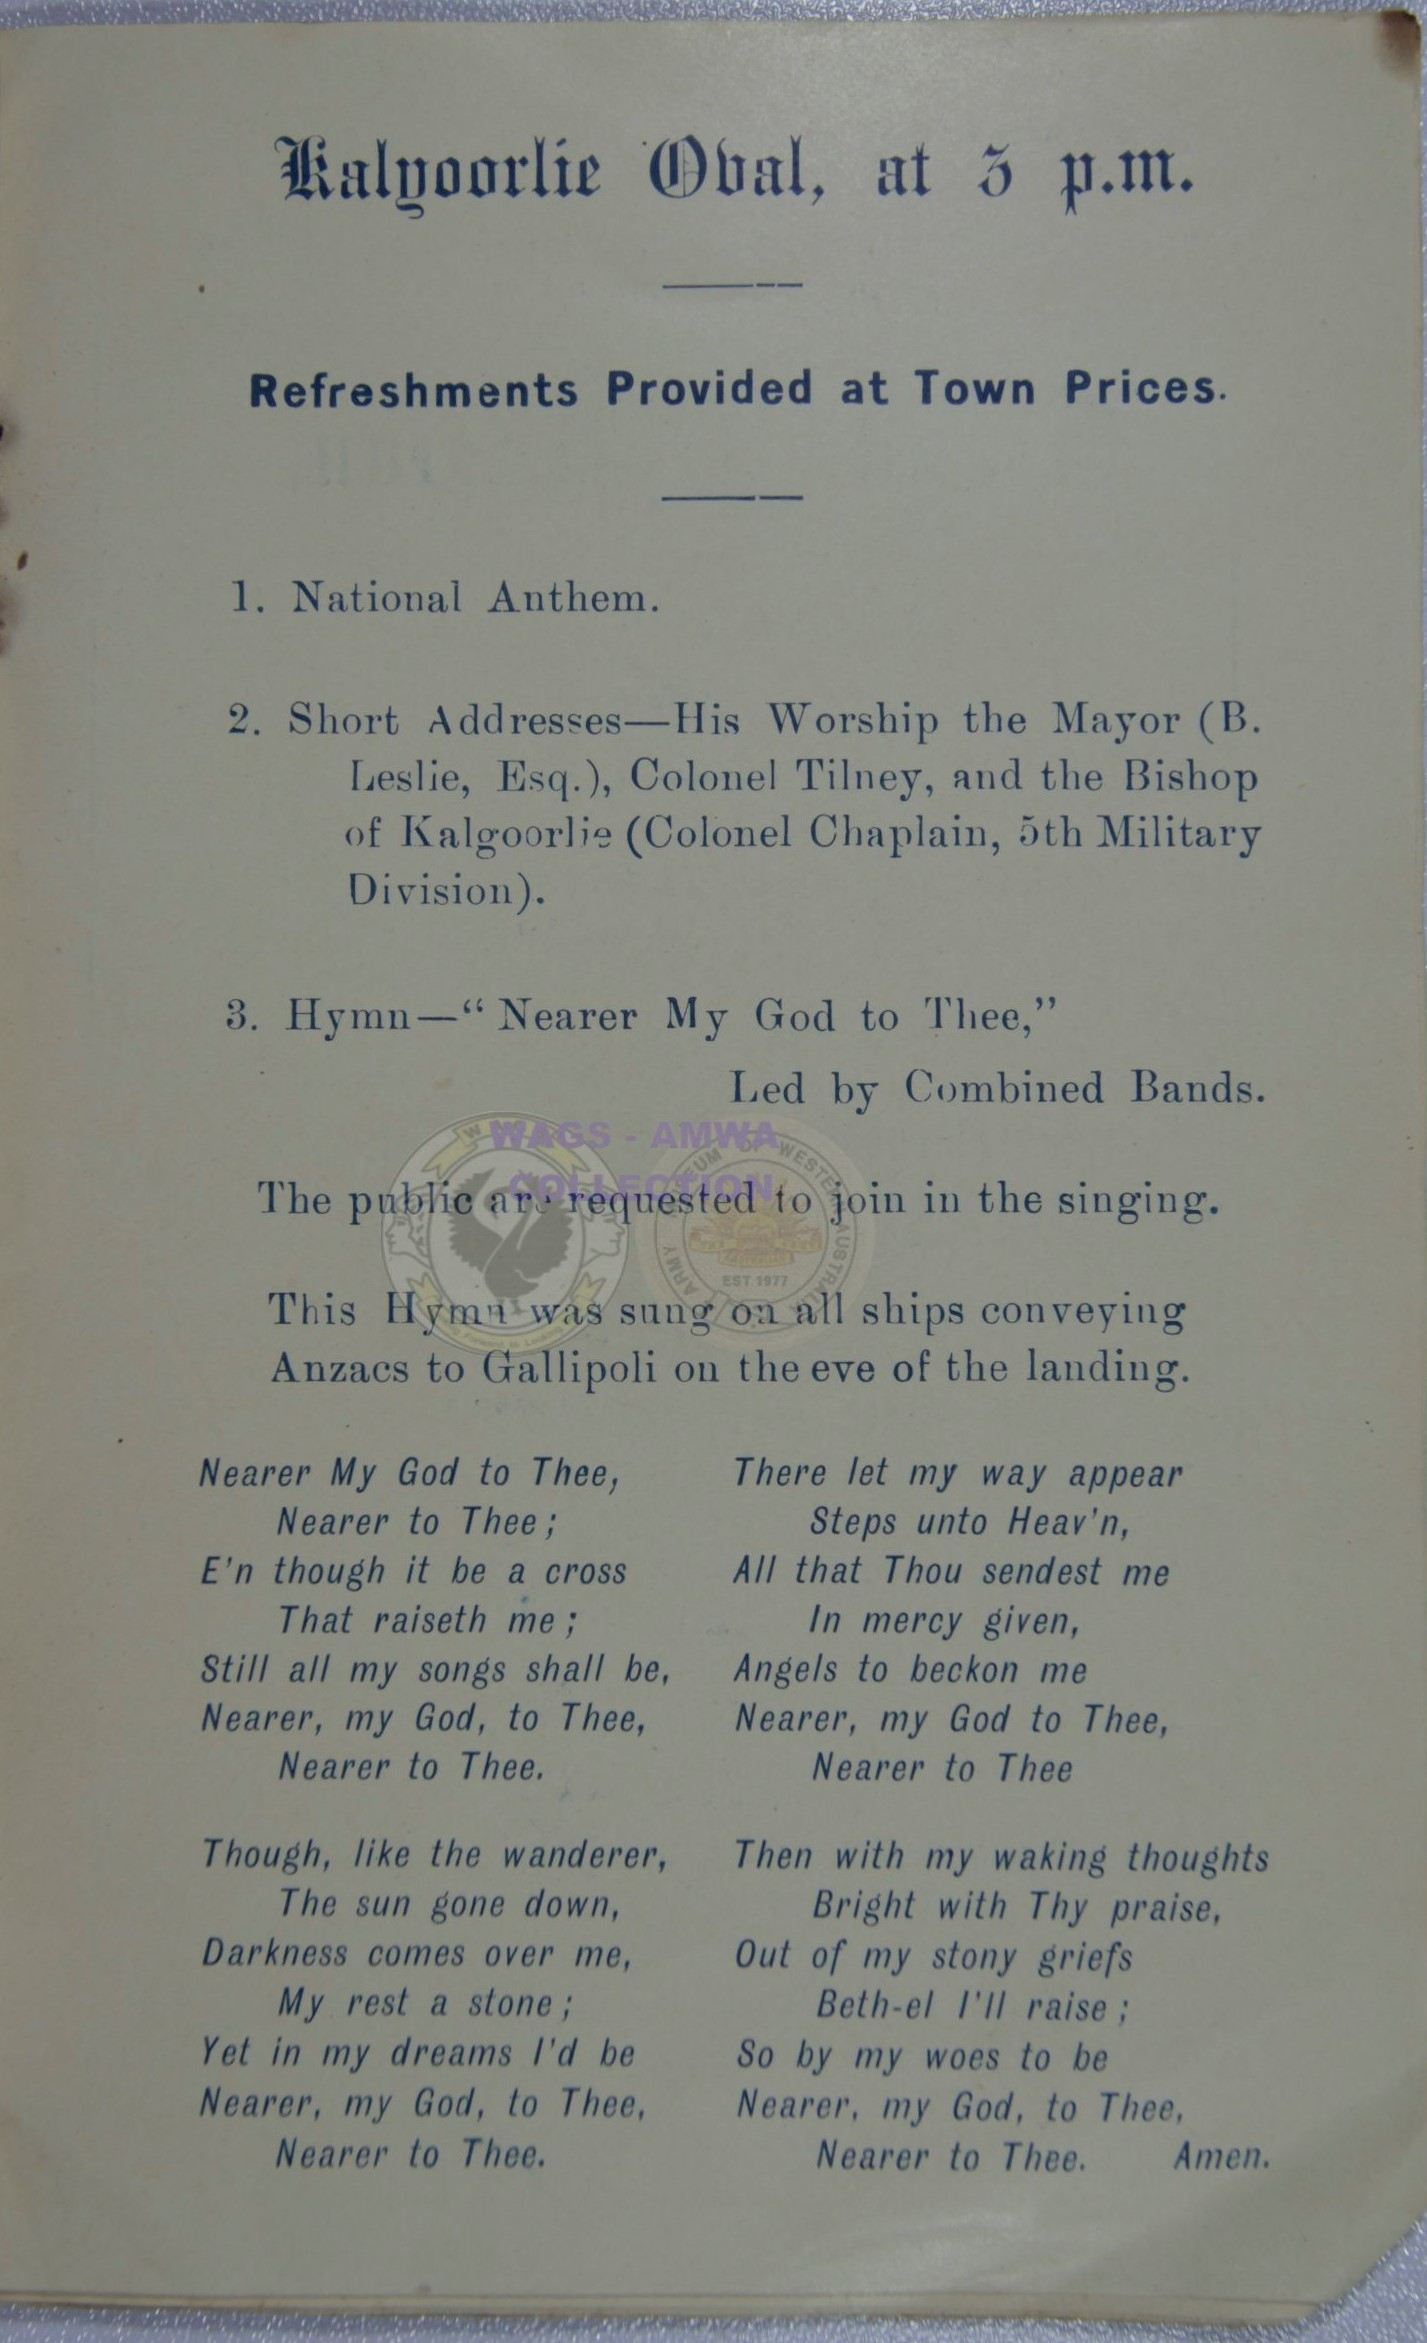 Kalgoorlie Oval, at 3 p.m.
Refreshments Provided at Town Prices.
1. National Anthem.
2. Short Addresses—His Worship the Mayor (B.
Leslie, Esq.), Colonel Tilney, and the Bishop
of Kalgoorlie (Colonel Chaplain, 5th Military
Division).
3. Hymn—“Nearer My God to Thee,”
Led by Combined Bands.
WAGS - AMWA
COLLECTION
The public are requested to join in the singing.
EST 1977
This Hymn was sung on all ships conveying
Anzacs to Gallipoli on the eve of the landing.
Nearer My God to Thee,
Nearer to Thee;
E'n though it be a cross
That raiseth me;
Still all my songs shall be,
Nearer, my God, to Thee,
Nearer to Thee.
Though, like the wanderer,
The sun gone down,
Darkness comes over me,
My rest a stone;
Yet in my dreams I'd be
Nearer, my God, to Thee,
Nearer to Thee.
There let my way appear
Steps unto Heav'n,
All that Thou sendest me
In mercy given,
Angels to beckon me
Nearer, my God to Thee,
Nearer to Thee
Then with my waking thoughts
Bright with Thy praise,
Out of my stony griefs
Beth-el I'll raise;
So by my woes to be
Nearer, my God, to Thee,
Nearer to Thee. Amen.